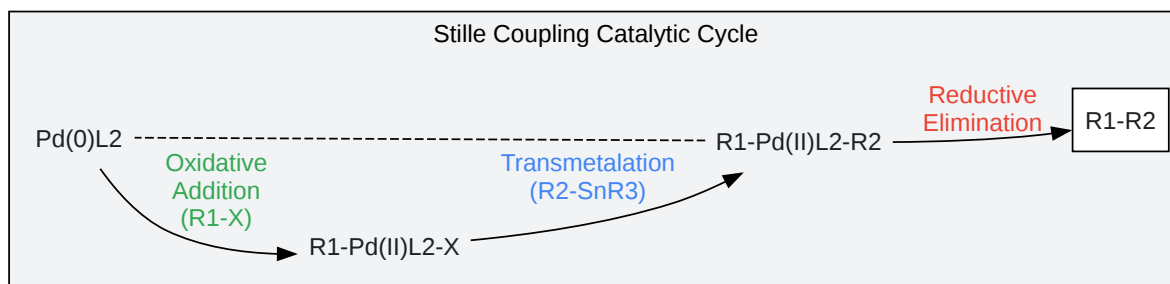 Stille Coupling Catalytic Cycle
Pd(0)L2
Oxidative
Addition
(R1-X)
R1-Pd(II)L2-X
Transmetalation
(R2-SnR3)
R1-Pd(II)L2-R2
Reductive
Elimination
R1-R2